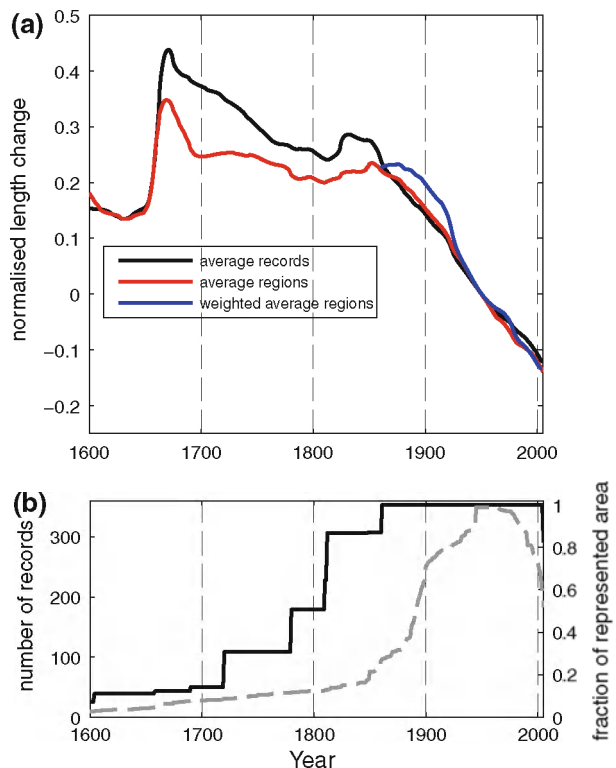 (a)
0.5
0.4
0.3
0.2
0.1
0
−0.1
−0.2
normalised length change
average records
average regions
weighted average regions
1600 1700 1800 1900 2000
(b)
300
200
100
0
number of records
1
0.8
0.6
0.4
0.2
0
fraction of represented area
1600 1700 1800 1900 2000
Year